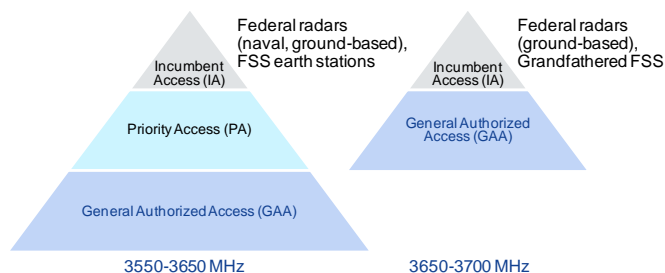 Federal radars
(naval, ground-based),
FSS earth stations
Incumbent
Access (IA)
Priority Access (PA)
General Authorized Access (GAA)
3550-3650 MHz
Federal radars
(ground-based),
Grandfathered FSS
Incumbent
Access (IA)
General Authorized
Access (GAA)
3650-3700 MHz